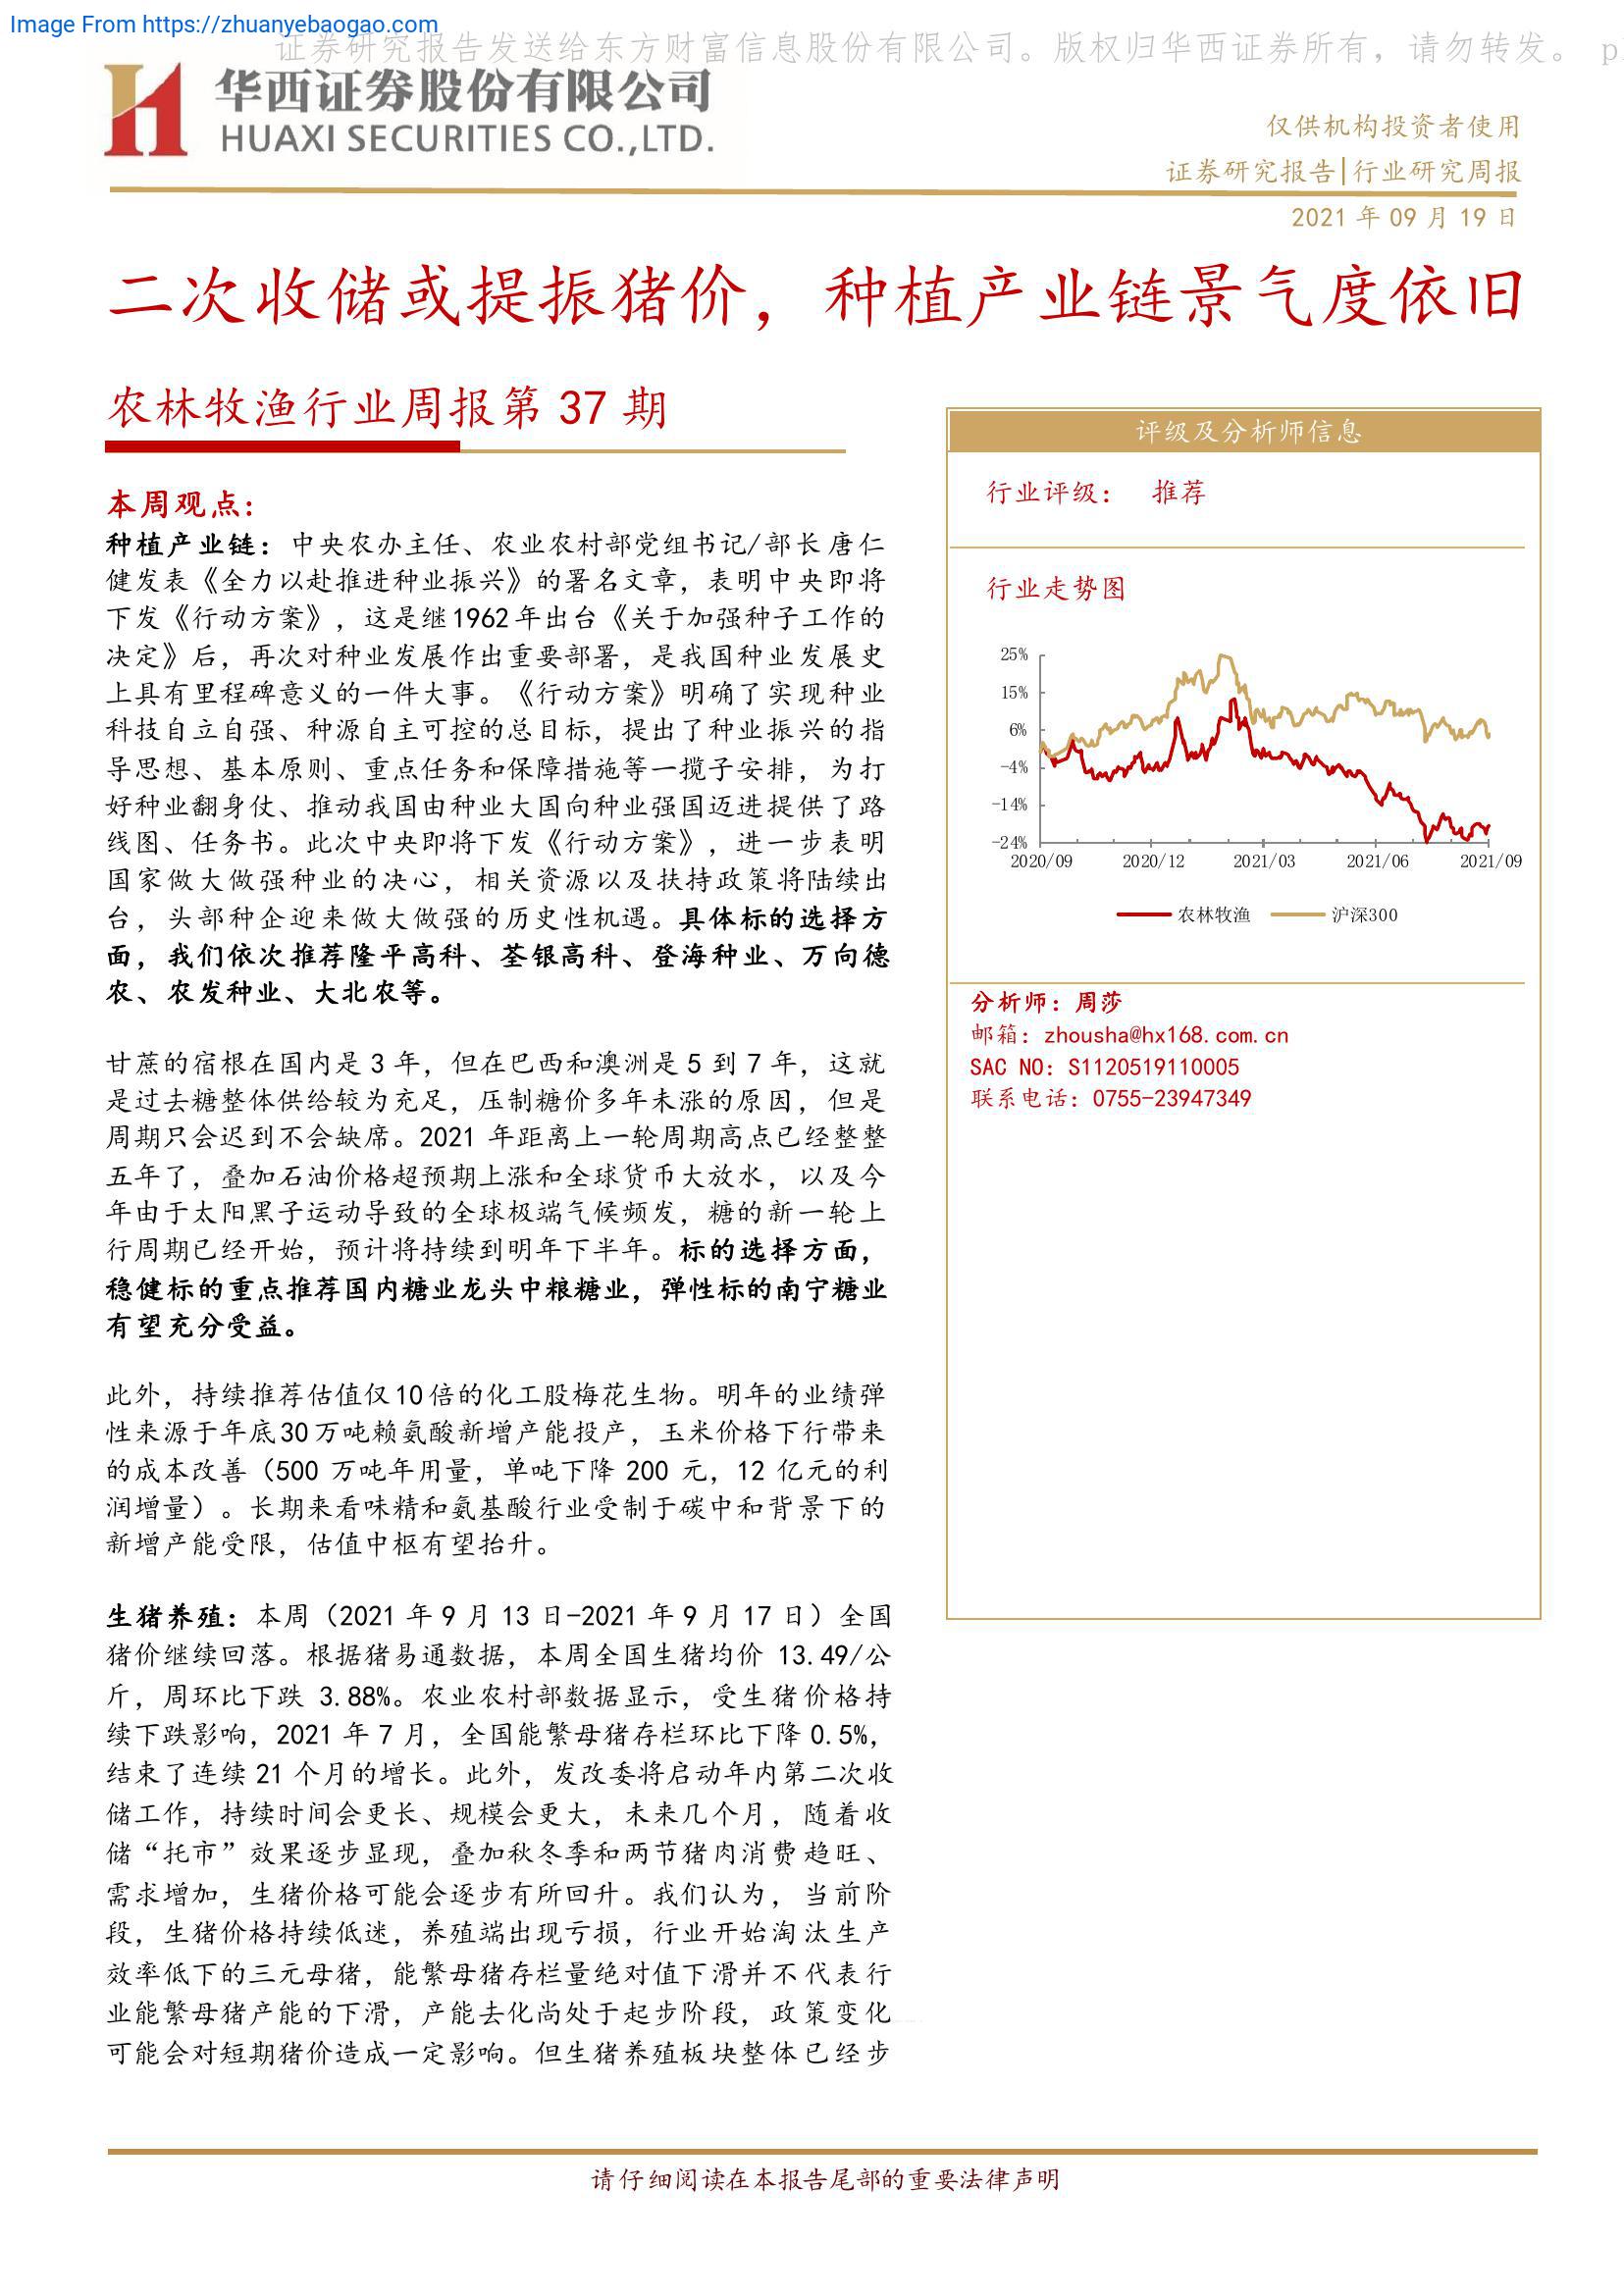 Image From https://zhuanyebaogao.com
证券研究报告发送给东方财富信息股份有限公司。版权归华西证券所有，请勿转发。 p
华西证券股份有限公司
HUAXI SECURITIES CO.,LTD.
仅供机构投资者使用
证券研究报告|行业研究周报
2021 年 09 月 19 日
二次收储或提振猪价，种植产业链景气度依旧
农林牧渔行业周报第 37 期
本周观点：
种植产业链：中央农办主任、农业农村部党组书记/部长唐仁
健发表《全力以赴推进种业振兴》的署名文章，表明中央即将
下发《行动方案》，这是继1962年出台《关于加强种子工作的
决定》后，再次对种业发展作出重要部署，是我国种业发展史
上具有里程碑意义的一件大事。《行动方案》明确了实现种业
科技自立自强、种源自主可控的总目标，提出了种业振兴的指
导思想、基本原则、重点任务和保障措施等一揽子安排，为打
好种业翻身仗、推动我国由种业大国向种业强国迈进提供了路
线图、任务书。此次中央即将下发《行动方案》，进一步表明
国家做大做强种业的决心，相关资源以及扶持政策将陆续出
台，头部种企迎来做大做强的历史性机遇。具体标的选择方
面，我们依次推荐隆平高科、荃银高科、登海种业、万向德
农、农发种业、大北农等。
甘蔗的宿根在国内是 3 年，但在巴西和澳洲是 5 到 7 年，这就
是过去糖整体供给较为充足，压制糖价多年未涨的原因，但是
周期只会迟到不会缺席。2021 年距离上一轮周期高点已经整整
五年了，叠加石油价格超预期上涨和全球货币大放水，以及今
年由于太阳黑子运动导致的全球极端气候频发，糖的新一轮上
行周期已经开始，预计将持续到明年下半年。标的选择方面，
稳健标的重点推荐国内糖业龙头中粮糖业，弹性标的南宁糖业
有望充分受益。
此外，持续推荐估值仅10倍的化工股梅花生物。明年的业绩弹
性来源于年底30万吨赖氨酸新增产能投产，玉米价格下行带来
的成本改善（500 万吨年用量，单吨下降 200 元，12 亿元的利
润增量）。长期来看味精和氨基酸行业受制于碳中和背景下的
新增产能受限，估值中枢有望抬升。
生猪养殖：本周（2021 年 9 月 13 日-2021 年 9 月 17 日）全国
猪价继续回落。根据猪易通数据，本周全国生猪均价 13.49/公
斤，周环比下跌 3.88%。农业农村部数据显示，受生猪价格持
续下跌影响，2021 年 7 月，全国能繁母猪存栏环比下降 0.5%，
结束了连续 21 个月的增长。此外，发改委将启动年内第二次收
储工作，持续时间会更长、规模会更大，未来几个月，随着收
储“托市”效果逐步显现，叠加秋冬季和两节猪肉消费趋旺、
需求增加，生猪价格可能会逐步有所回升。我们认为，当前阶
段，生猪价格持续低迷，养殖端出现亏损，行业开始淘汰生产
效率低下的三元母猪，能繁母猪存栏量绝对值下滑并不代表行
业能繁母猪产能的下滑，产能去化尚处于起步阶段，政策变化
可能会对短期猪价造成一定影响。但生猪养殖板块整体已经步
评级及分析师信息
行业评级： 推荐
行业走势图
25%
15%
6%
-4%
-14%
-24%
2020/09 2020/12 2021/03 2021/06 2021/09
农林牧渔 沪深300
分析师：周莎
邮箱：zhousha@hx168.com.cn
SAC NO：S1120519110005
联系电话：0755-23947349
请仔细阅读在本报告尾部的重要法律声明